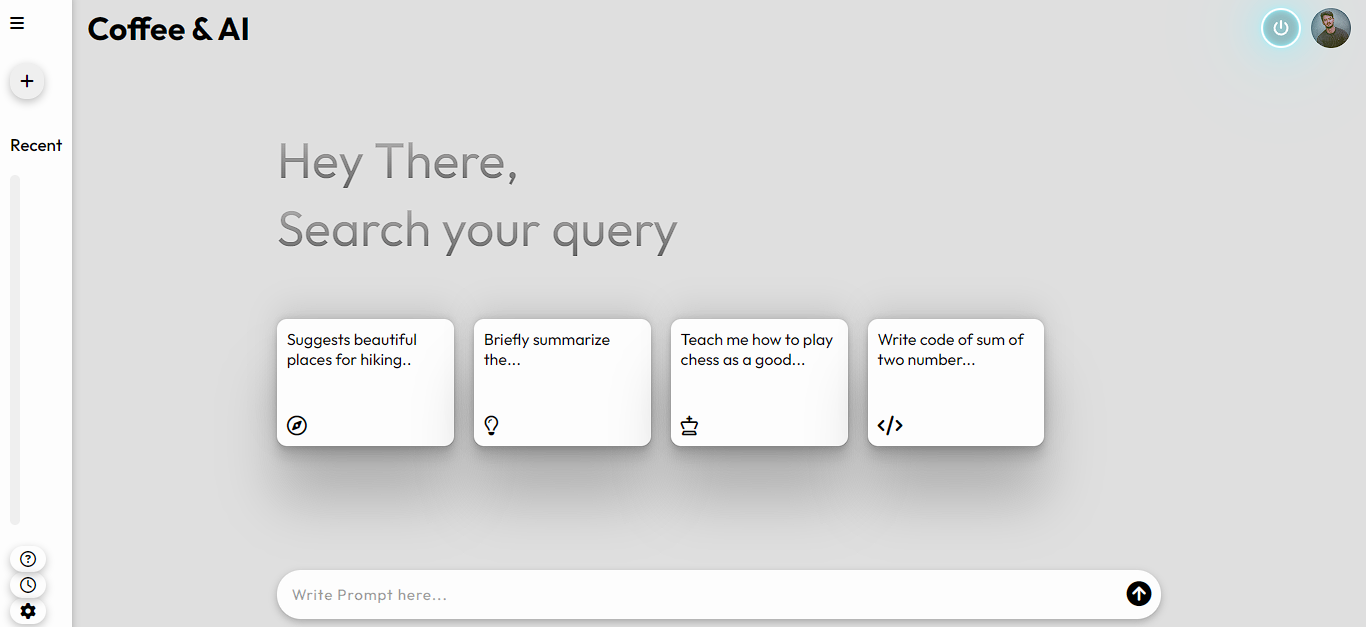 Coffee & AI
Recent
Hey There,
Search your query
Suggests beautiful
places for hiking..
Briefly summarize
the...
Teach me how to play
chess as a good...
Write code of sum of
two number...
Write Prompt here...